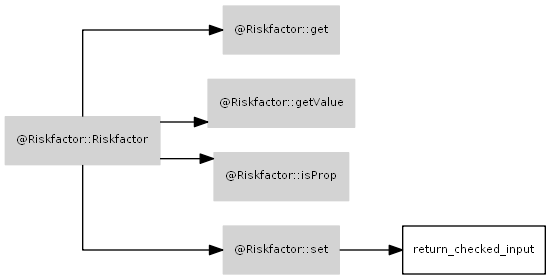 @Riskfactor::get
@Riskfactor::getValue
@Riskfactor::Riskfactor
@Riskfactor::isProp
@Riskfactor::set
return_checked_input